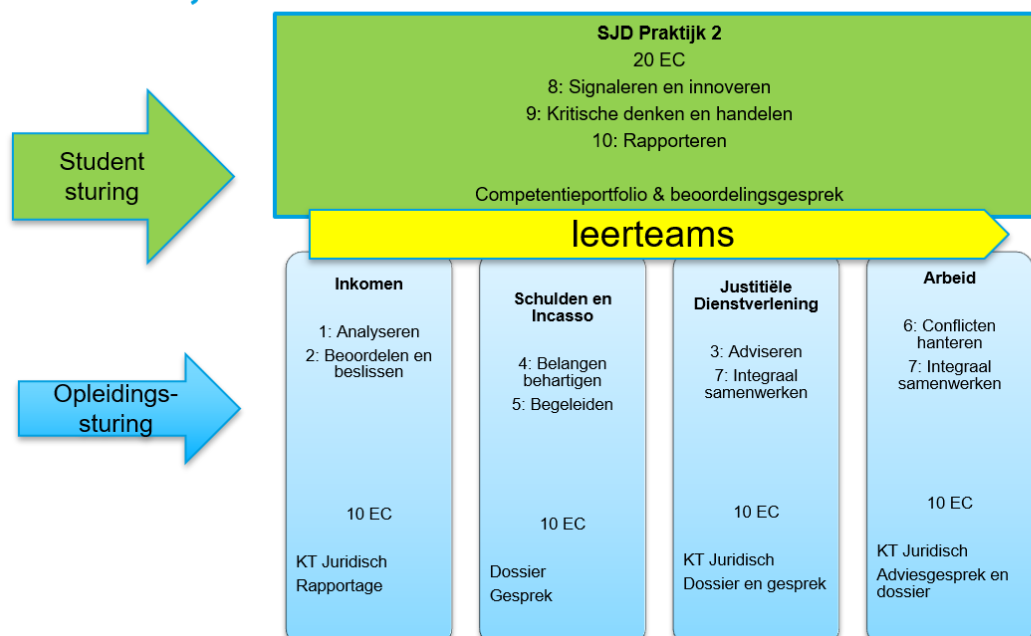 SJD Praktijk 2
20 EC
8: Signaleren en innoveren
9: Kritische denken en handelen
10: Rapporteren
Competentieportfolio & beoordelingsgesprek
Student
sturing
leerteams
Opleidings-
sturing
Inkomen
1: Analyseren
2: Beoordelen en
beslissen
10 EC
KT Juridisch
Rapportage
Schulden en
Incasso
4: Belangen
behartigen
5: Begeleiden
10 EC
Dossier
Gesprek
Justitiële
Dienstverlening
3: Adviseren
7: Integraal
samenwerken
10 EC
KT Juridisch
Dossier en gesprek
Arbeid
6: Conflicten
hanteren
7: Integraal
samenwerken
10 EC
KT Juridisch
Adviesgesprek en
dossier